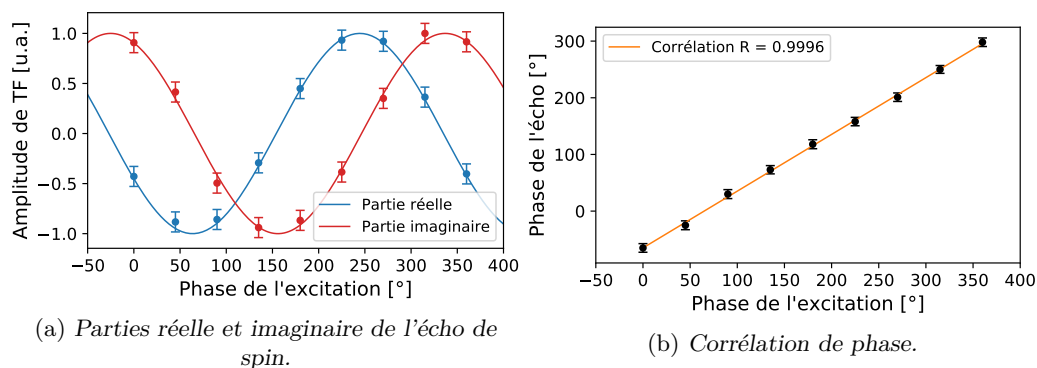 Amplitude de TF [u.a.]
1.0
0.5
0.0
−0.5
−1.0
Partie réelle
Partie imaginaire
−50 0 50 100 150 200 250 300 350 400
Phase de l'excitation [°]
(a) Parties réelle et imaginaire de l'écho de
spin.
Phase de l'écho [°]
300
200
100
0
Corrélation R = 0.9996
−50 0 50 100 150 200 250 300 350 400
Phase de l'excitation [°]
(b) Corrélation de phase.